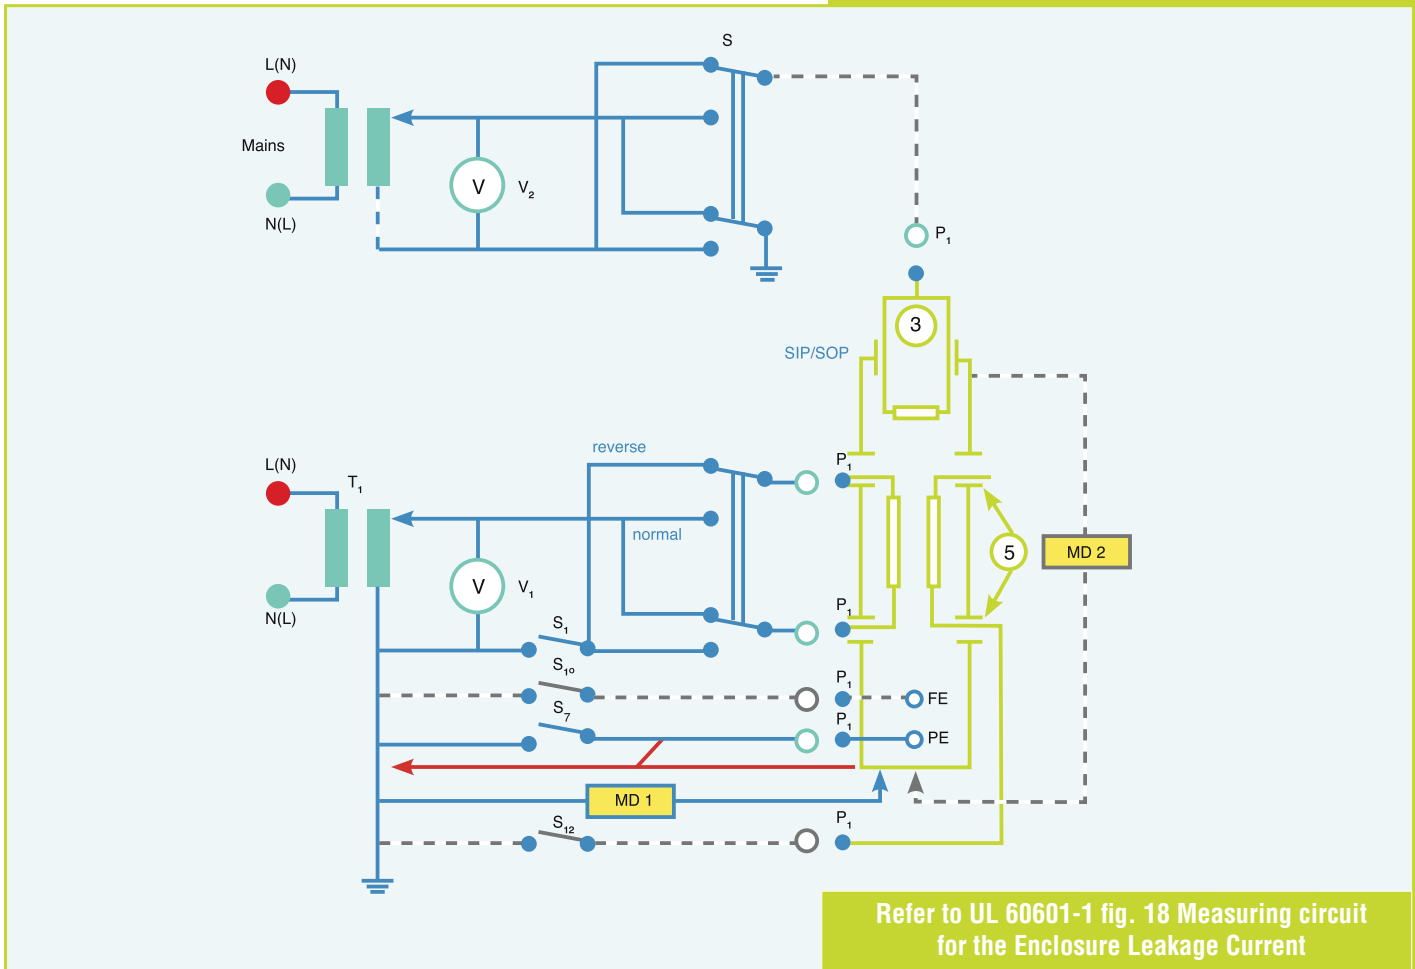 S
L(N)
Mains
V
V2
N(L)
P1
3
SIP/SOP
reverse
L(N)
T1
P1
normal
5
MD 2
V
V1
N(L)
P1
S1
S10
P1
FE
S7
P1
PE
MD 1
S12
P1
Refer to UL 60601-1 fig. 18 Measuring circuit
for the Enclosure Leakage Current